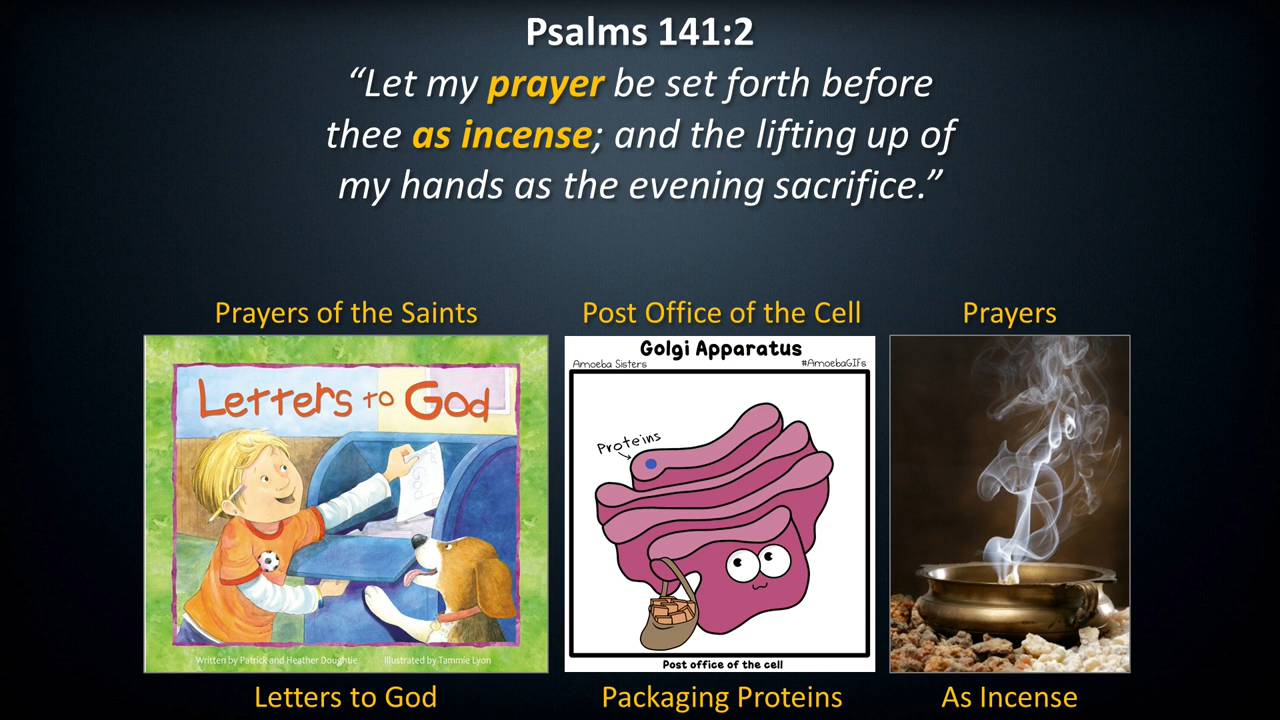 Psalms 141:2
“Let my prayer be set forth before
thee as incense; and the lifting up of
my hands as the evening sacrifice.”
Prayers of the Saints
Post Office of the Cell
Prayers
Letters to God
Written by Patrick and Heather Doughtie
Illustrated by Tammie Lyon
Golgi Apparatus
Amoeba Sisters
#AmoebaGIFs
Proteins
Post office of the cell
Letters to God
Packaging Proteins
As Incense